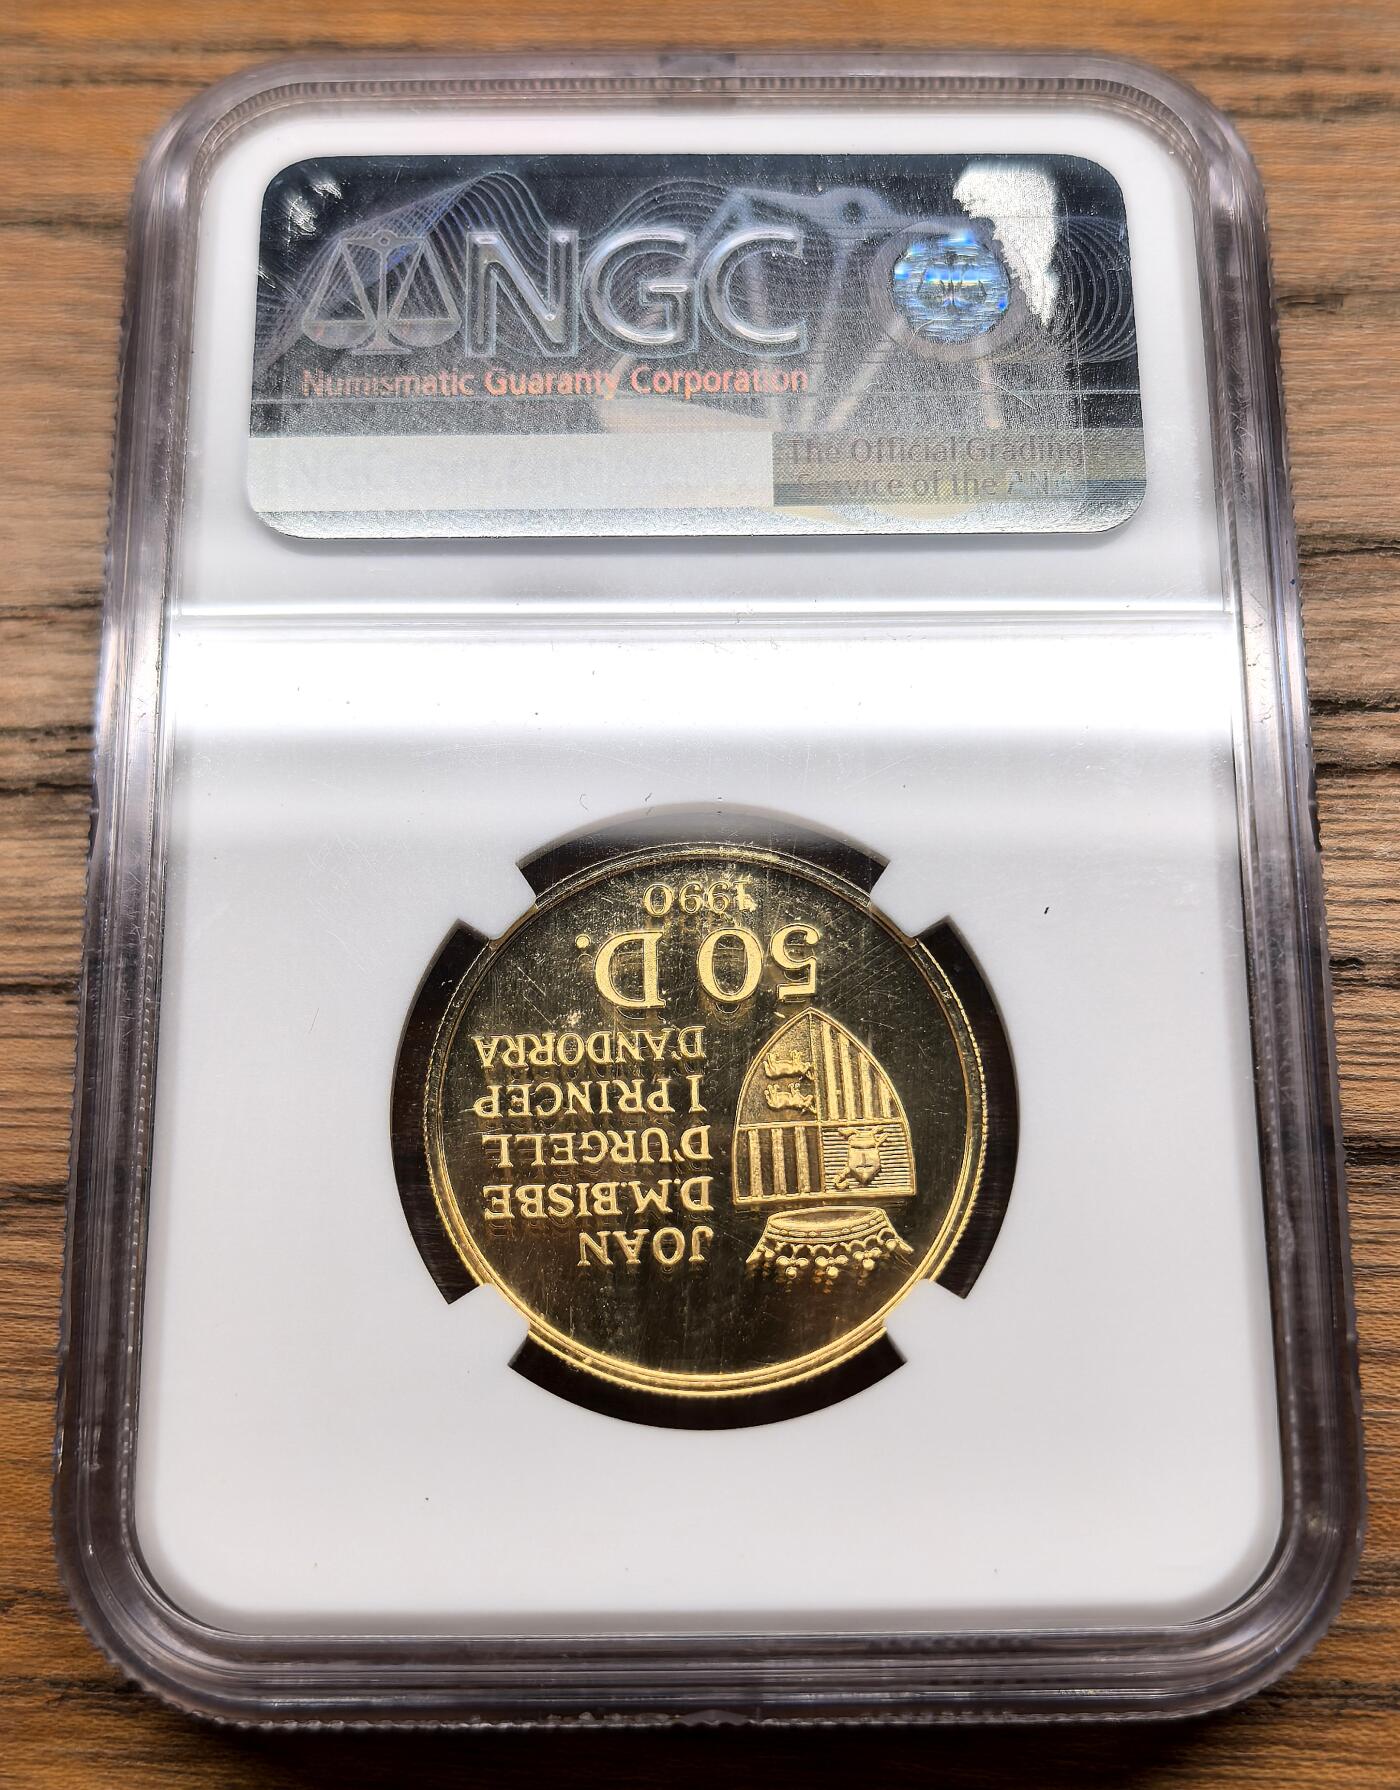 NGC
Numismatic Guaranty Corporation
The Official Grading
Service of the ANA
JOAN
D.M.BISBE
D'URGELL
I PRINCEP
D'ANDORRA
50 D.
1990